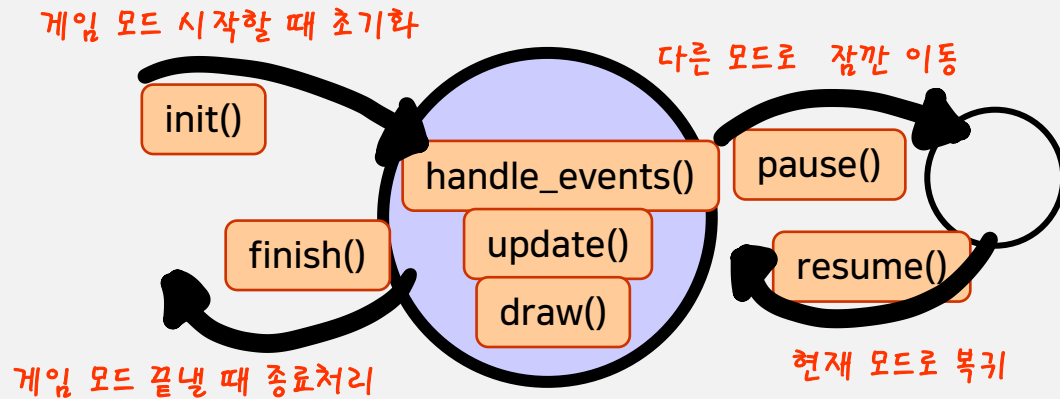 게임 모드 시작할 때 초기화
다른 모드로 잠깐 이동
init()
pause()
handle_events()
update()
draw()
finish()
resume()
게임 모드 끝낼 때 종료처리
현재 모드로 복귀